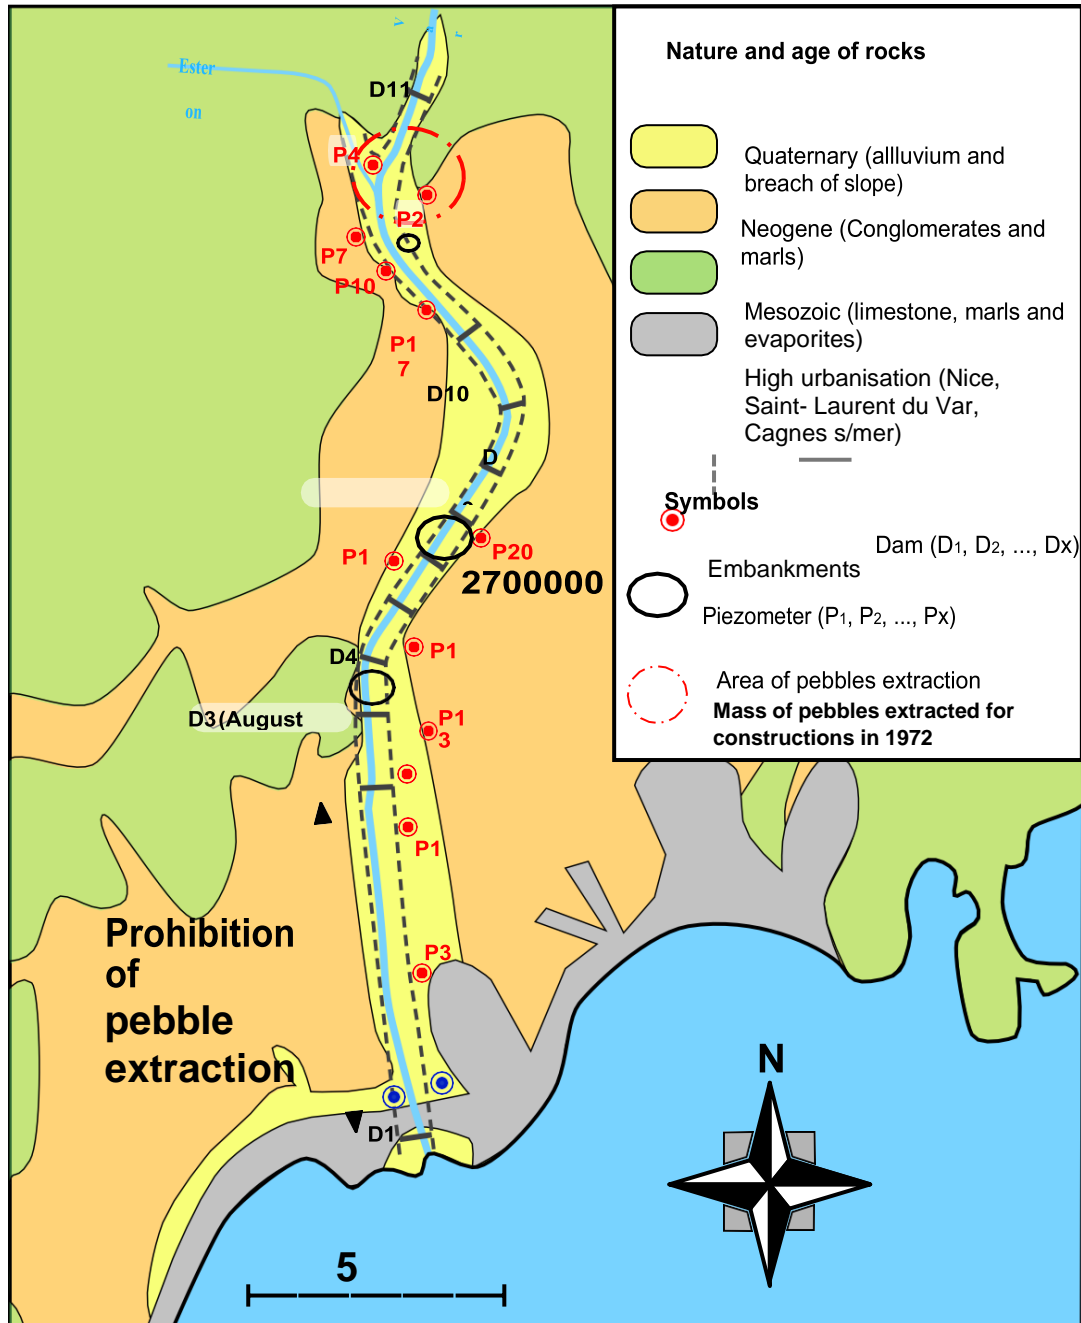 V
a
r
Ester
on
D11
P4
P2
P7
P10
P1
7
D10
D
P1
P20
2700000
D4
P1
D3(August
P1
3
P1
P3
Prohibition
of
pebble
extraction
D1
5
N
Nature and age of rocks
Quaternary (allluvium and
breach of slope)
Neogene (Conglomerates and
marls)
Mesozoic (limestone, marls and
evaporites)
High urbanisation (Nice,
Saint- Laurent du Var,
Cagnes s/mer)
Symbols
Dam (D1, D2, ..., Dx)
Embankments
Piezometer (P1, P2, ..., Px)
Area of pebbles extraction
Mass of pebbles extracted for
constructions in 1972